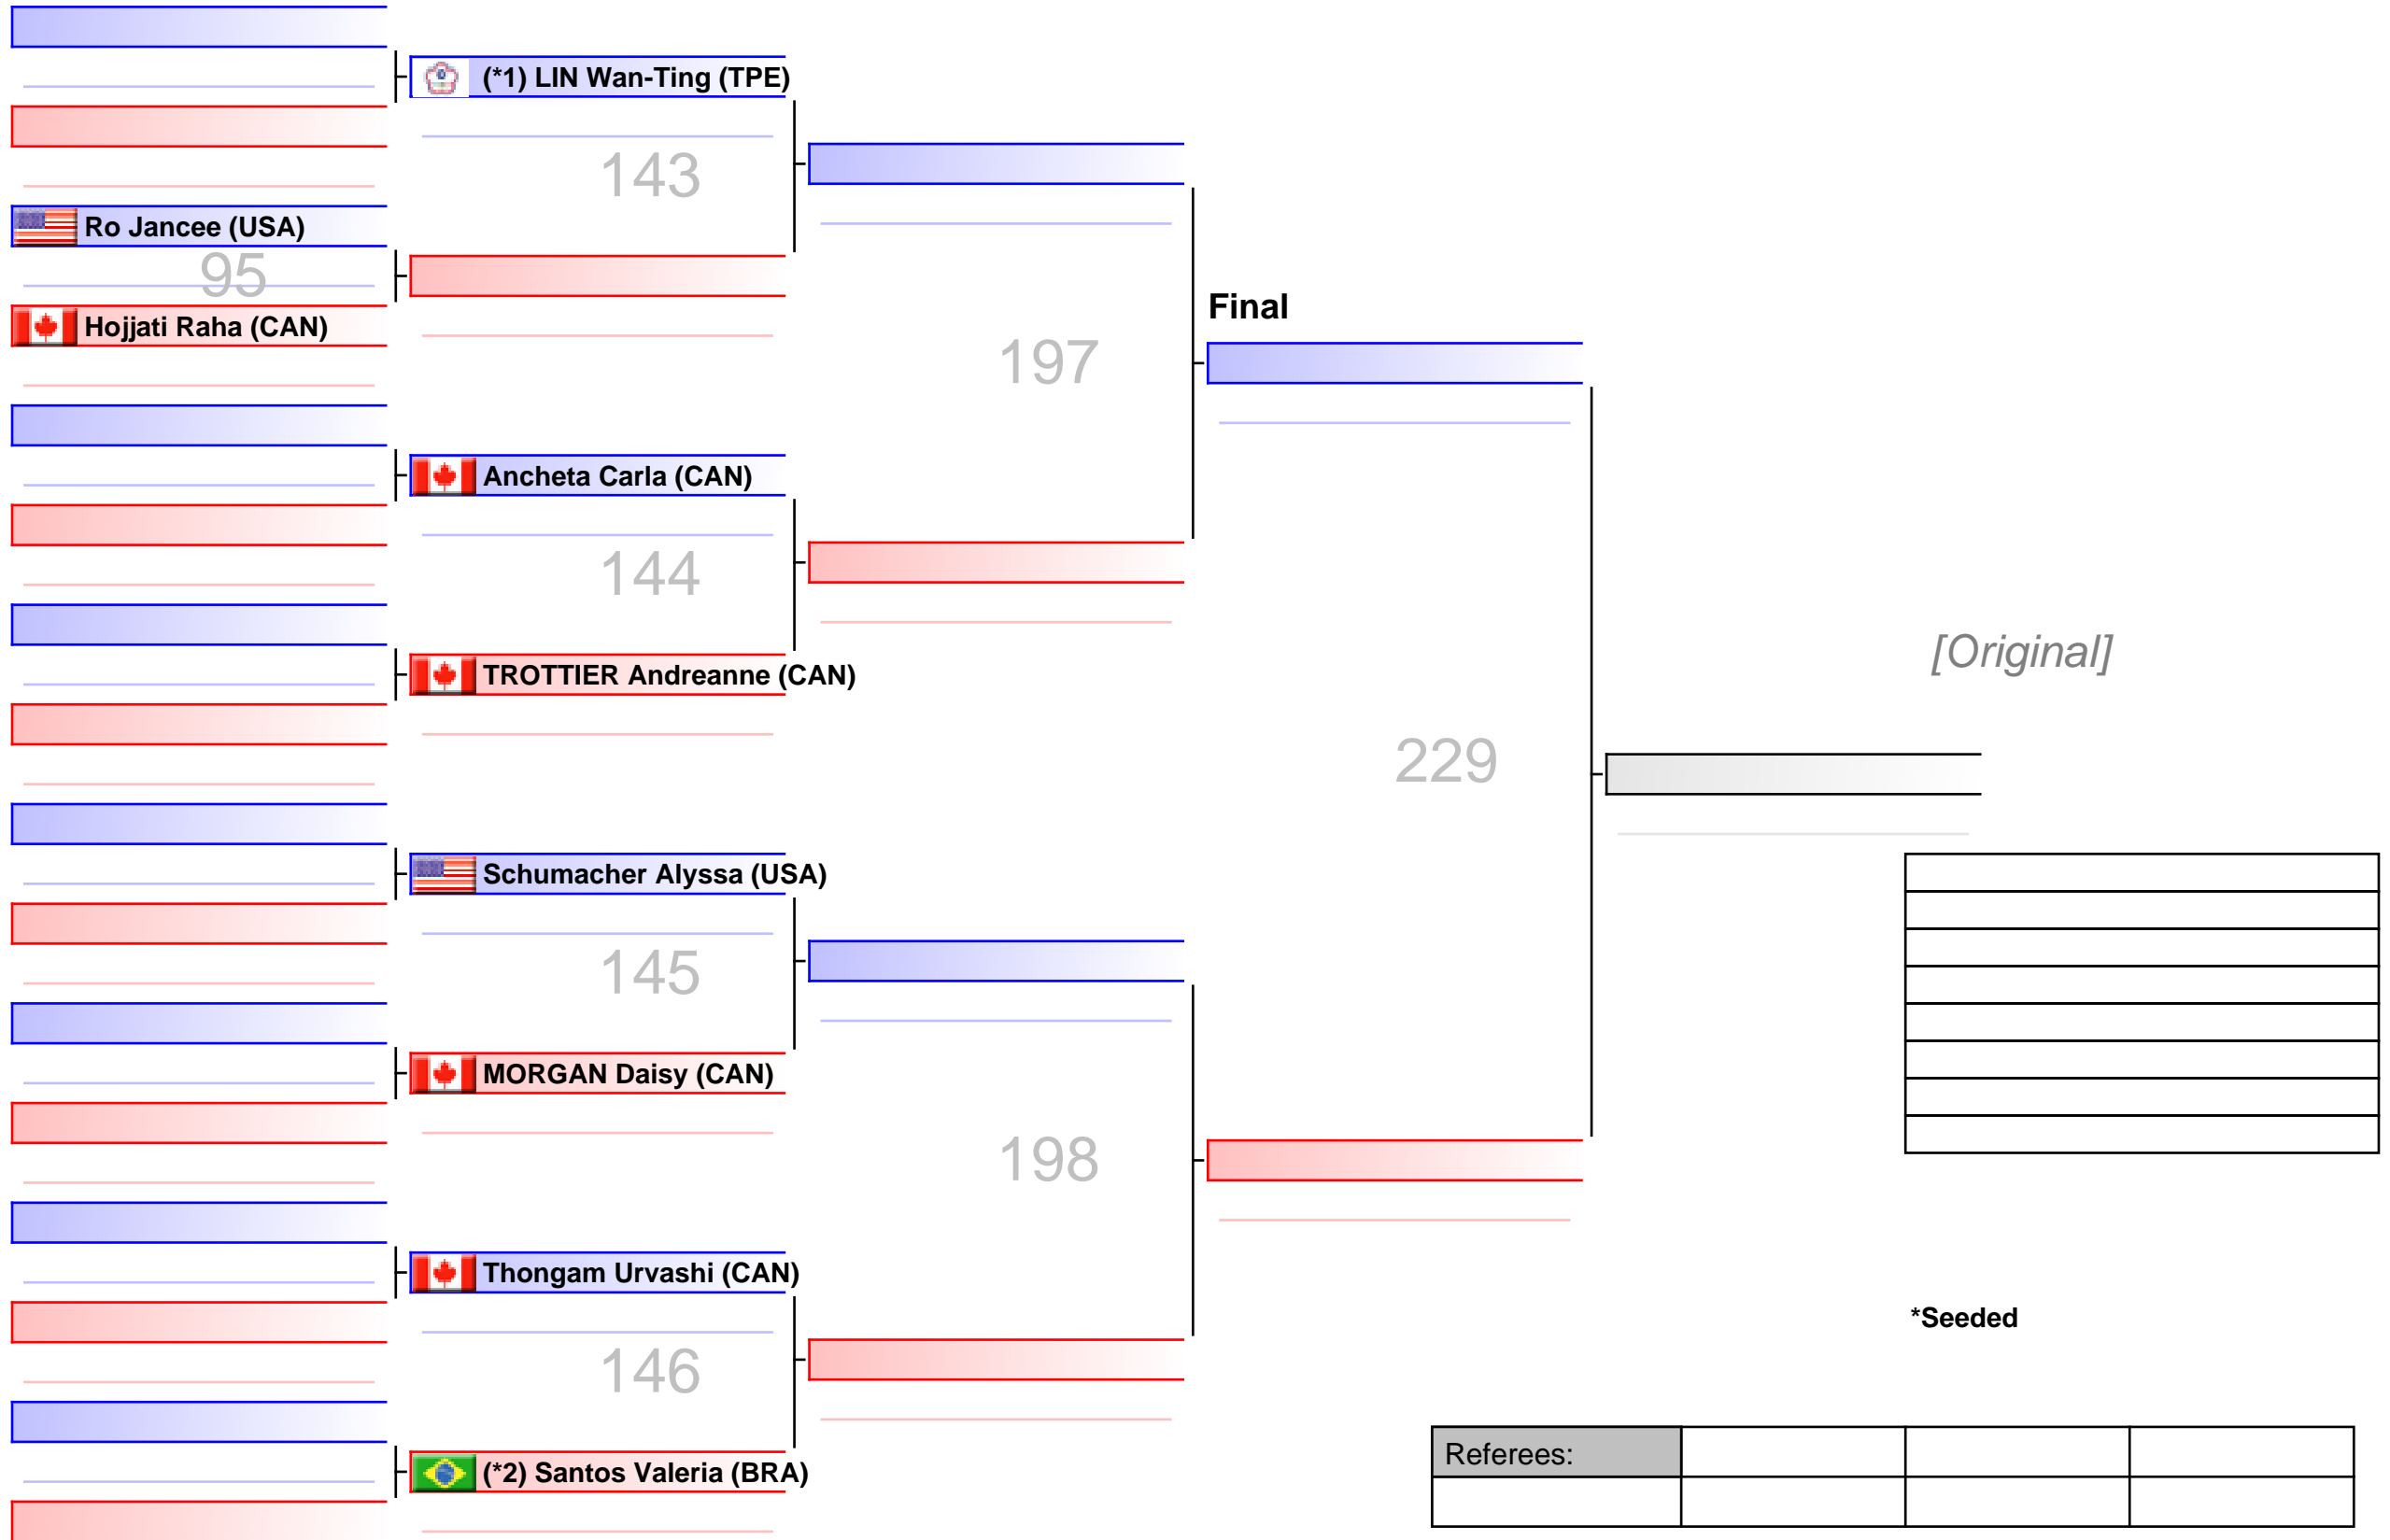 (*1) LIN Wan-Ting (TPE)
143
Ro Jancee (USA)
95
Hojjati Raha (CAN)
Final
197
Ancheta Carla (CAN)
144
TROTTIER Andreanne (CAN)
[Original]
229
Schumacher Alyssa (USA)
145
MORGAN Daisy (CAN)
198
Thongam Urvashi (CAN)
*Seeded
146
(*2) Santos Valeria (BRA)
Referees: